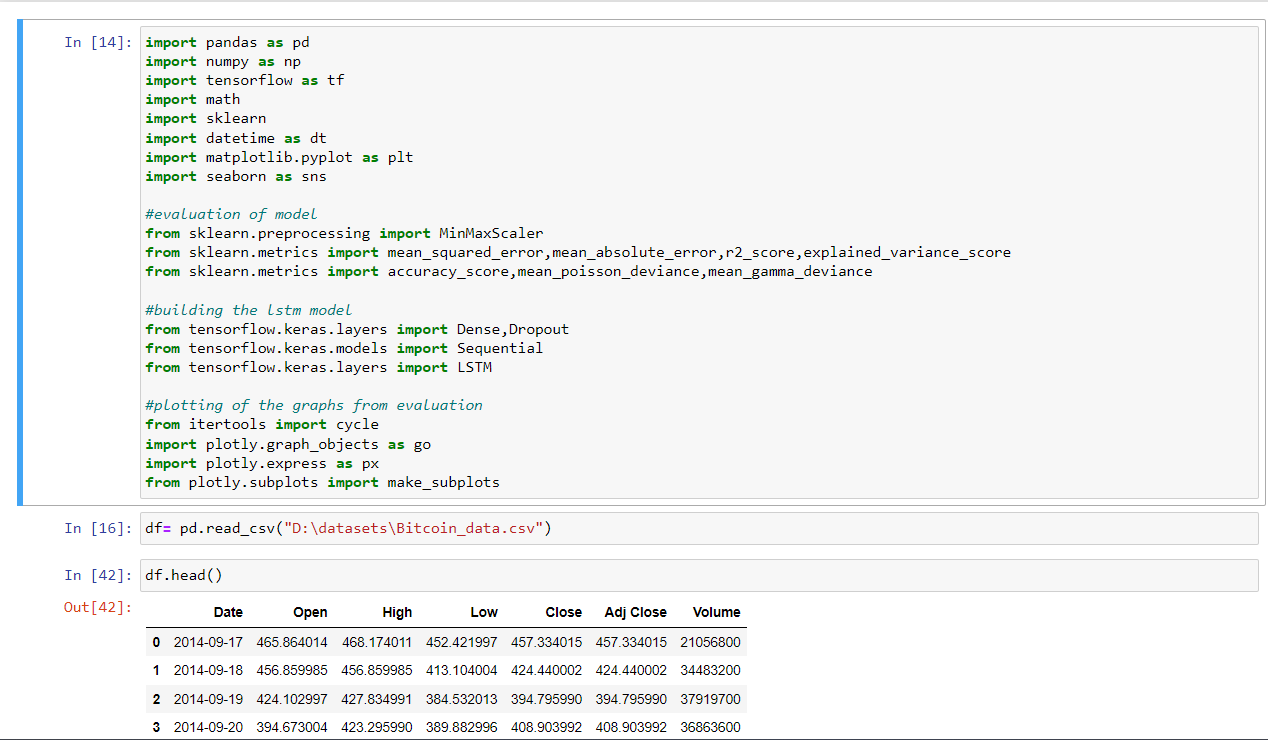 In [14]: import pandas as pd
import numpy as np
import tensorflow as tf
import math
import sklearn
import datetime as dt
import matplotlib.pyplot as plt
import seaborn as sns
#evaluation of model
from sklearn.preprocessing import MinMaxScaler
from sklearn.metrics import mean_squared_error,mean_absolute_error,r2_score,explained_variance_score
from sklearn.metrics import accuracy_score,mean_poisson_deviance,mean_gamma_deviance
#building the lstm model
from tensorflow.keras.layers import Dense,Dropout
from tensorflow.keras.models import Sequential
from tensorflow.keras.layers import LSTM
#plotting of the graphs from evaluation
from itertools import cycle
import plotly.graph_objects as go
import plotly.express as px
from plotly.subplots import make_subplots
In [16]: df= pd.read_csv("D:\datasets\Bitcoin_data.csv")
In [42]: df.head()
Out[42]:
Date Open High Low Close Adj Close Volume
0 2014-09-17 465.864014 468.174011 452.421997 457.334015 457.334015 21056800
1 2014-09-18 456.859985 456.859985 413.104004 424.440002 424.440002 34483200
2 2014-09-19 424.102997 427.834991 384.532013 394.795990 394.795990 37919700
3 2014-09-20 394.673004 423.295990 389.882996 408.903992 408.903992 36863600